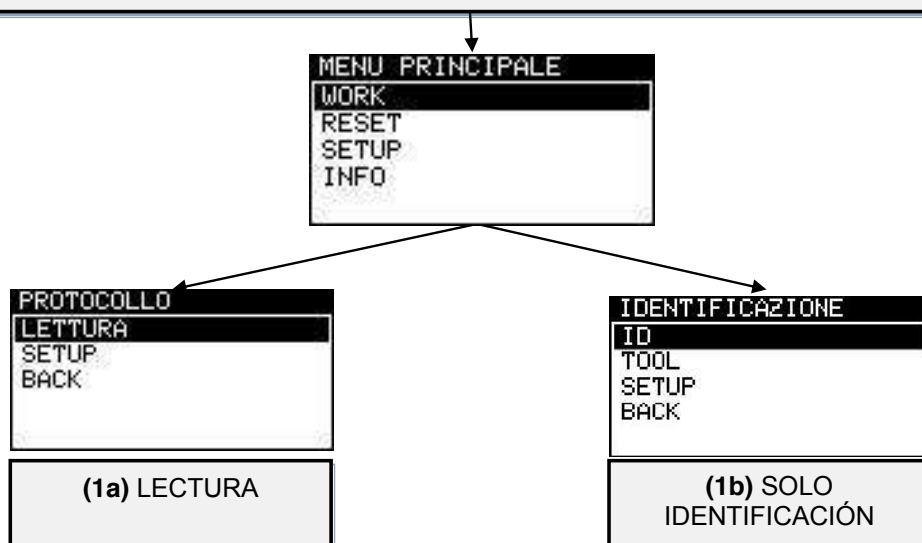 MENU PRINCIPALE
WORK
RESET
SETUP
INFO
PROTOCOLLO
LETTURA
SETUP
BACK
(1a) LECTURA
IDENTIFICAZIONE
ID
TOOL
SETUP
BACK
(1b) SOLO
IDENTIFICACIÓN